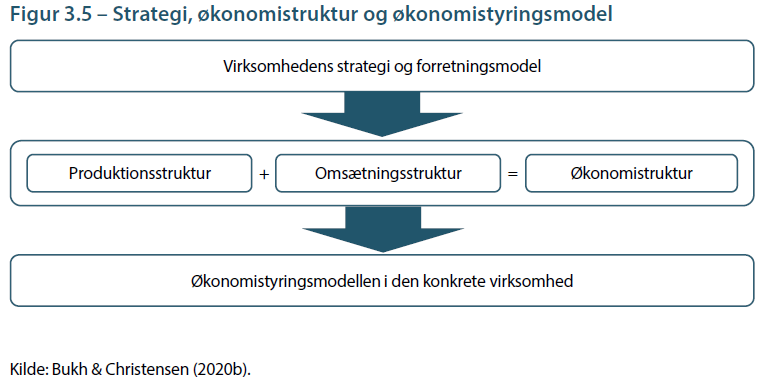 Figur 3.5 – Strategi, økonomistruktur og økonomistyringsmodel
Virksomhedens strategi og forretningsmodel
Produktionsstruktur + Omsætningsstruktur = Økonomistruktur
Økonomistyringsmodellen i den konkrete virksomhed
Kilde: Bukh & Christensen (2020b).